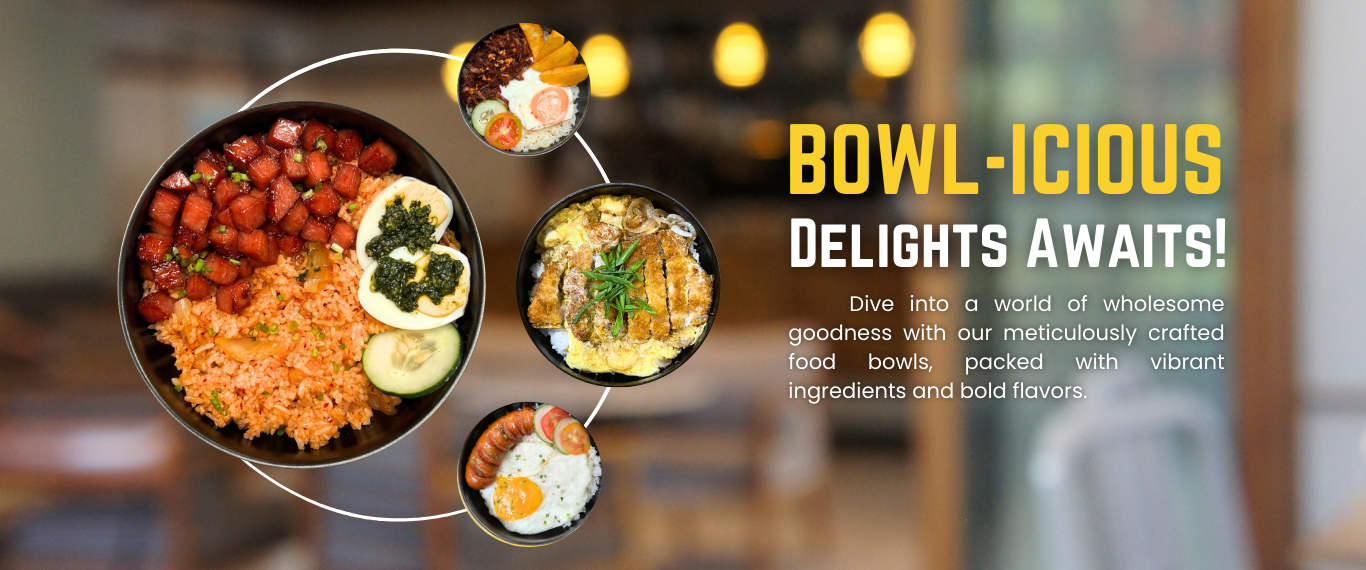 BOWL-ICIOUS
DELIGHTS AWAITS!
Dive into a world of wholesome
goodness with our meticulously crafted
food bowls, packed with vibrant
ingredients and bold flavors.